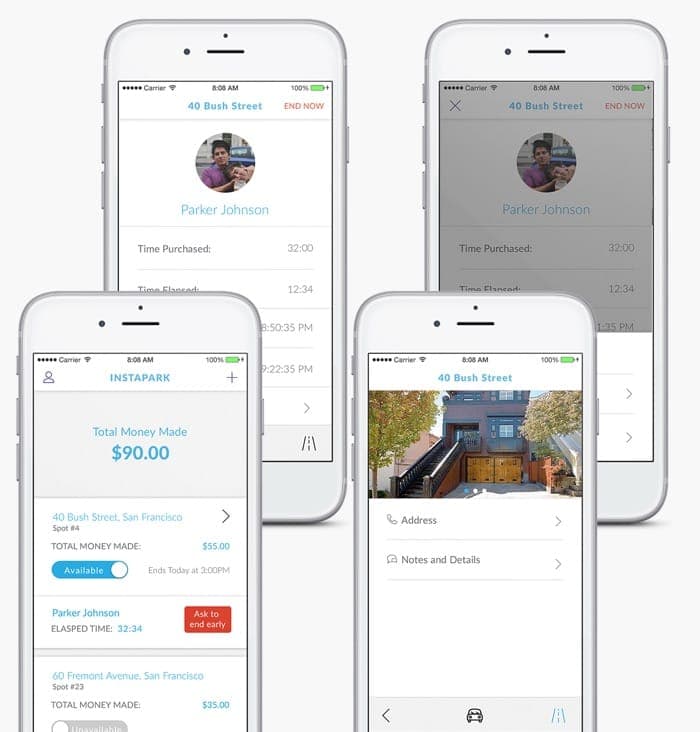 Carrier 8:08 AM 100%
40 Bush Street END NOW
Parker Johnson
Time Purchased: 32:00
Time Elapsed: 12:34
8:50:35 PM
9:22:35 PM
Carrier 8:08 AM 100%
40 Bush Street END NOW
Parker Johnson
Time Purchased: 32:00
Time Elapsed: 12:34
1:35 PM
Carrier 8:08 AM 100%
INSTAPARK
Total Money Made
$90.00
40 Bush Street, San Francisco
Spot #4
TOTAL MONEY MADE: $55.00
Available Ends Today at 3:00PM
Parker Johnson
ELASPED TIME: 32:34
Ask to
end early
60 Fremont Avenue, San Francisco
Spot #23
TOTAL MONEY MADE: $35.00
Unavailable
Carrier 8:08 AM 100%
40 Bush Street
Address
Notes and Details